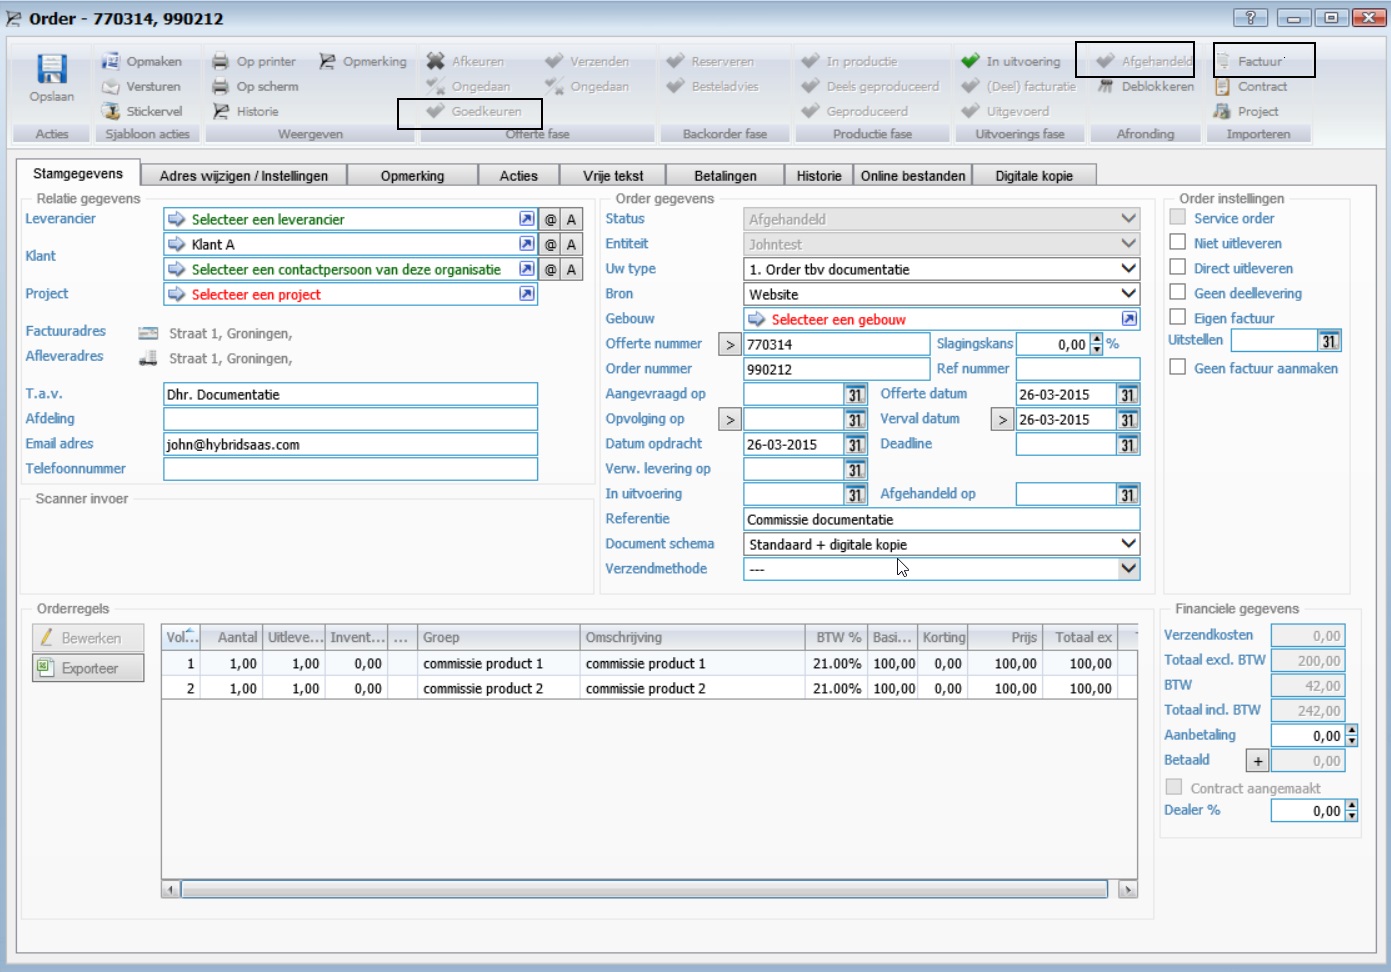 Order - 770314, 990212
Opslaan
Acties
Opmaken
Versturen
Stickervel
Sjabloon acties
Op printer
Op scherm
Historie
Opmerking
Weergeven
Afkeuren
Ongedaan
Goedkeuren
Verzenden
Ongedaan
Offerte fase
Reserveren
Besteladvies
Backorder fase
In productie
Deels geproduceerd
Geproduceerd
Productie fase
In uitvoering
(Deel) facturatie
Uitgevoerd
Uitvoerings fase
Afgehandeld
Deblokkeren
Afronding
Factuur
Contract
Project
Importeren
Stamgegevens Adres wijzigen / Instellingen Opmerking Acties Vrije tekst Betalingen Historie Online bestanden Digitale kopie
Relatie gegevens
Leverancier Selecteer een leverancier @ A
Klant Klant A @ A
Selecteer een contactpersoon van deze organisatie @ A
Project Selecteer een project
Factuuradres Straat 1, Groningen,
Afleveradres Straat 1, Groningen,
T.a.v. Dhr. Documentatie
Afdeling
Email adres john@hybridsaas.com
Telefoonnummer
Scanner invoer
Order gegevens
Status Afgehandeld
Entiteit Johntest
Uw type 1. Order tbv documentatie
Bron Website
Gebouw Selecteer een gebouw
Offerte nummer > 770314 Slagingskans 0,00 %
Order nummer 990212 Ref nummer
Aangevraagd op 31 Offerte datum 26-03-2015 31
Opvolging op > 31 Verval datum > 26-03-2015 31
Datum opdracht 26-03-2015 31 Deadline 31
Verw. levering op 31
In uitvoering 31 Afgehandeld op 31
Referentie Commissie documentatie
Document schema Standaard + digitale kopie
Verzendmethode ---
Order instellingen
Service order
Niet uitleveren
Direct uitleveren
Geen deellevering
Eigen factuur
Uitstellen 31
Geen factuur aanmaken
Orderregels
Bewerken
Exporteer
Vol... Aantal Uitleve... Invent... ... Groep Omschrijving BTW % Basi... Korting Prijs Totaal ex
1 1,00 1,00 0,00 commissie product 1 commissie product 1 21.00% 100,00 0,00 100,00 100,00
2 1,00 1,00 0,00 commissie product 2 commissie product 2 21.00% 100,00 0,00 100,00 100,00
Financiele gegevens
Verzendkosten 0,00
Totaal excl. BTW 200,00
BTW 42,00
Totaal incl. BTW 242,00
Aanbetaling 0,00
Betaald + 0,00
Contract aangemaakt
Dealer % 0,00